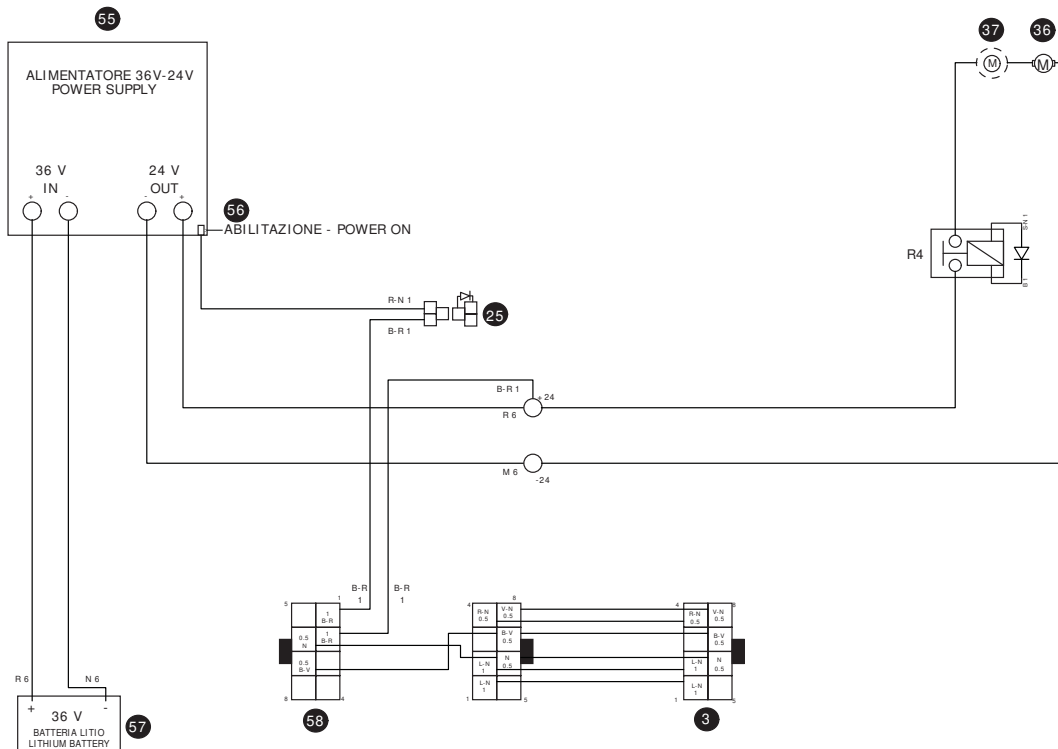 55
37
36
ALIMENTATORE 36V-24V
POWER SUPPLY
M
M
36 V
IN
24 V
OUT
+
-
-
+
56
ABILITAZIONE - POWER ON
S-N 1
R4
B1
R-N 1
25
B-R 1
B-R 1
+24
R 6
M 6
-24
B-R
1
B-R
1
5
1
1
B-R
0.5
N
1
B-R
0.5
B-V
8
4
4
8
R-N
0.5
V-N
0.5
B-V
0.5
L-N
1
N
0.5
L-N
1
1
5
4
8
R-N
0.5
V-N
0.5
B-V
0.5
L-N
1
N
0.5
L-N
1
1
5
R 6
N 6
+
-
36 V
BATTERIA LITIO
LITHIUM BATTERY
57
58
3